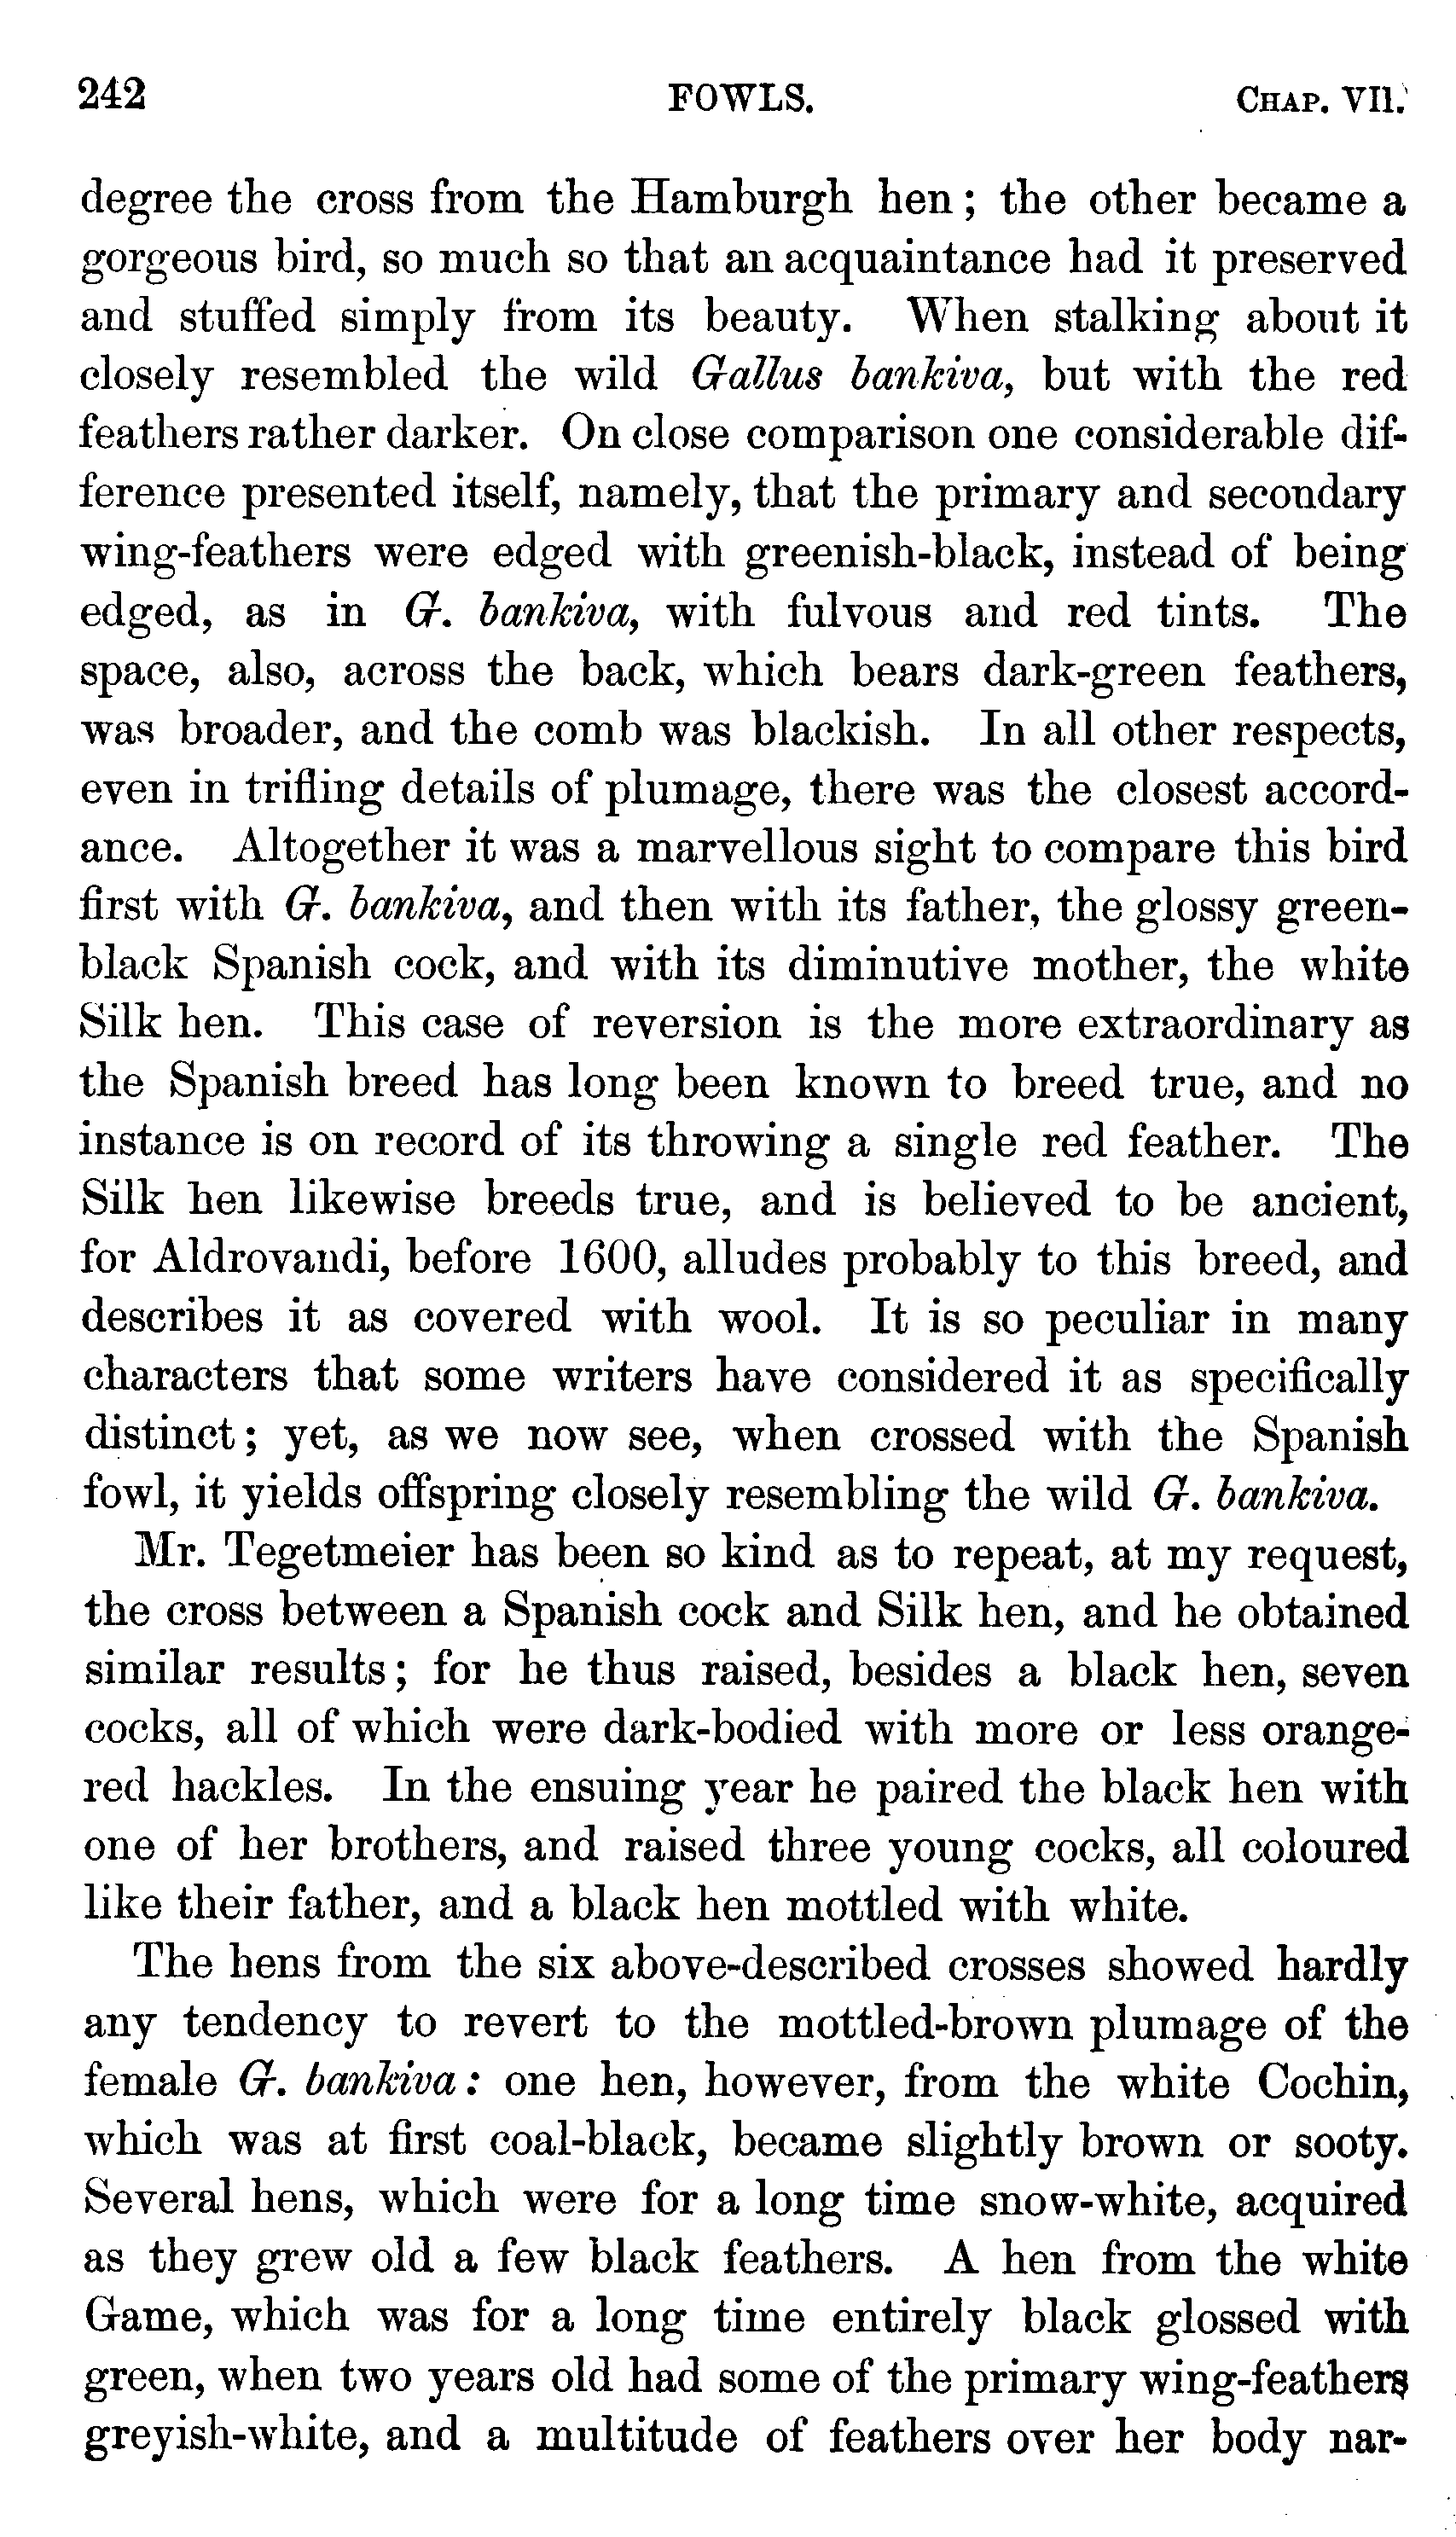 242 FOWLS. CHAP. VII.
degree the cross from the Hamburgh hen; the other became a
gorgeous bird, so much so that an acquaintance had it preserved
and stuffed simply from its beauty. When stalking about it
closely resembled the wild Gallus bankiva, but with the red
feathers rather darker. On close comparison one considerable dif-
ference presented itself, namely, that the primary and secondary
wing-feathers were edged with greenish-black, instead of being
edged, as in G. bankiva, with fulvous and red tints. The
space, also, across the back, which bears dark-green feathers,
was broader, and the comb was blackish. In all other respects,
even in trifling details of plumage, there was the closest accord-
ance. Altogether it was a marvellous sight to compare this bird
first with G. bankiva, and then with its father, the glossy green-
black Spanish cock, and with its diminutive mother, the white
Silk hen. This case of reversion is the more extraordinary as
the Spanish breed has long been known to breed true, and no
instance is on record of its throwing a single red feather. The
Silk hen likewise breeds true, and is believed to be ancient,
for Aldrovandi, before 1600, alludes probably to this breed, and
describes it as covered with wool. It is so peculiar in many
characters that some writers have considered it as specifically
distinct; yet, as we now see, when crossed with the Spanish
fowl, it yields offspring closely resembling the wild G. bankiva.
Mr. Tegetmeier has been so kind as to repeat, at my request,
the cross between a Spanish cock and Silk hen, and he obtained
similar results; for he thus raised, besides a black hen, seven
cocks, all of which were dark-bodied with more or less orange-
red hackles. In the ensuing year he paired the black hen with
one of her brothers, and raised three young cocks, all coloured
like their father, and a black hen mottled with white.
The hens from the six above-described crosses showed hardly
any tendency to revert to the mottled-brown plumage of the
female G. bankiva: one hen, however, from the white Cochin,
which was at first coal-black, became slightly brown or sooty.
Several hens, which were for a long time snow-white, acquired
as they grew old a few black feathers. A hen from the white
Game, which was for a long time entirely black glossed with
green, when two years old had some of the primary wing-feathers
greyish-white, and a multitude of feathers over her body nar-